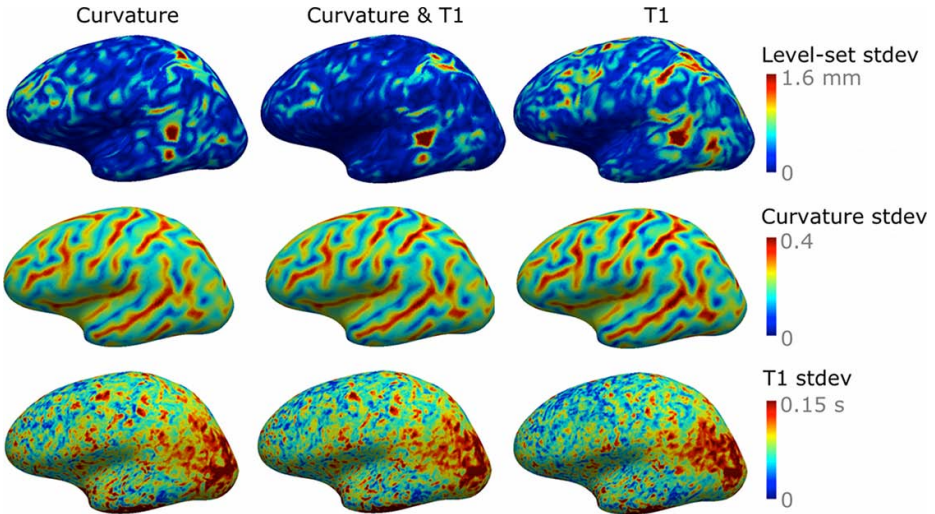 Curvature
Curvature & T1
T1
Level-set stdev
1.6 mm
0
Curvature stdev
0.4
0
T1 stdev
0.15 s
0